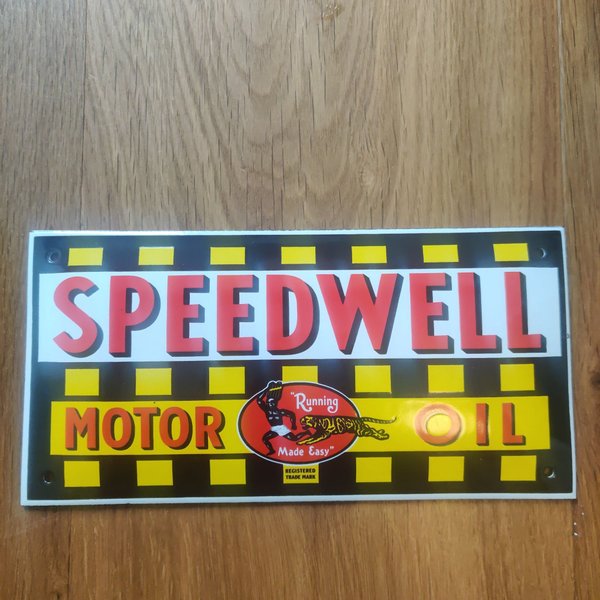 SPEEDWELL
MOTOR OIL
"Running
Made Easy"
REGISTERED
TRADE MARK